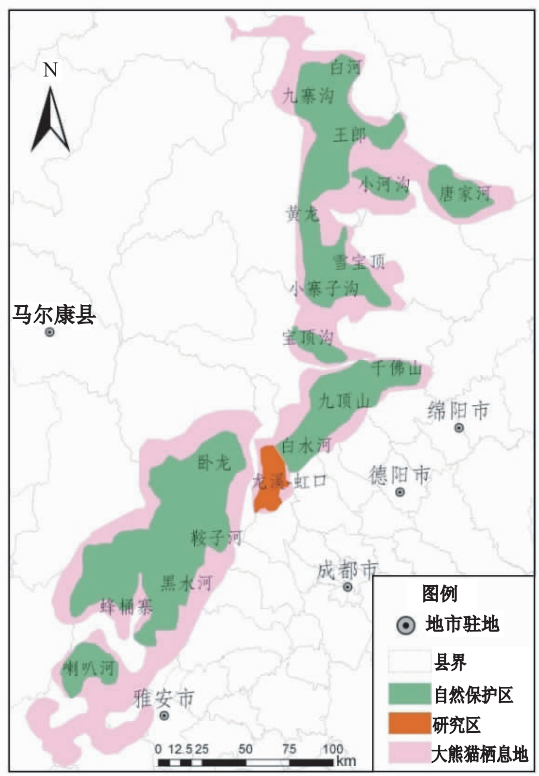 N
白河
九寨沟
王郎
小河沟
唐家河
黄龙
雪宝顶
小寨子沟
马尔康县
宝顶沟
千佛山
九顶山
绵阳市
白水河
卧龙
龙溪-虹口
德阳市
鞍子河
成都市
黑水河
蜂桶寨
喇叭河
雅安市
图例
地市驻地
县界
自然保护区
研究区
大熊猫栖息地
0 12.5 25 50 75 100
km